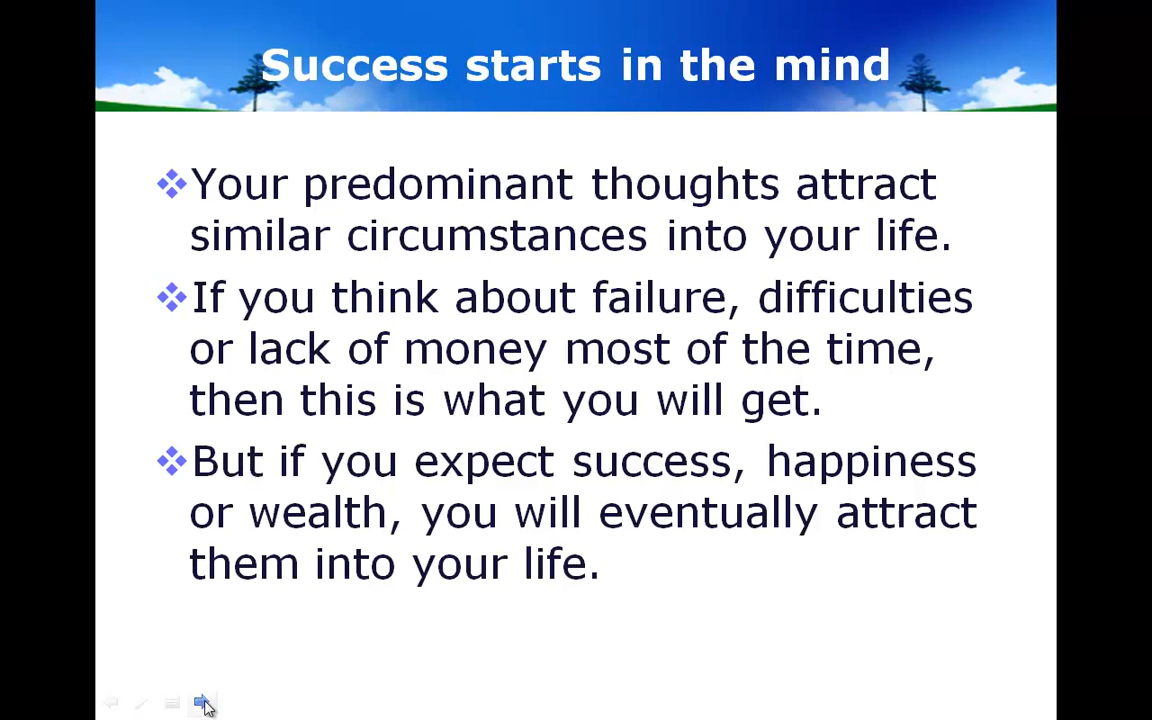 Success starts in the mind
Your predominant thoughts attract
similar circumstances into your life.
If you think about failure, difficulties
or lack of money most of the time,
then this is what you will get.
But if you expect success, happiness
or wealth, you will eventually attract
them into your life.